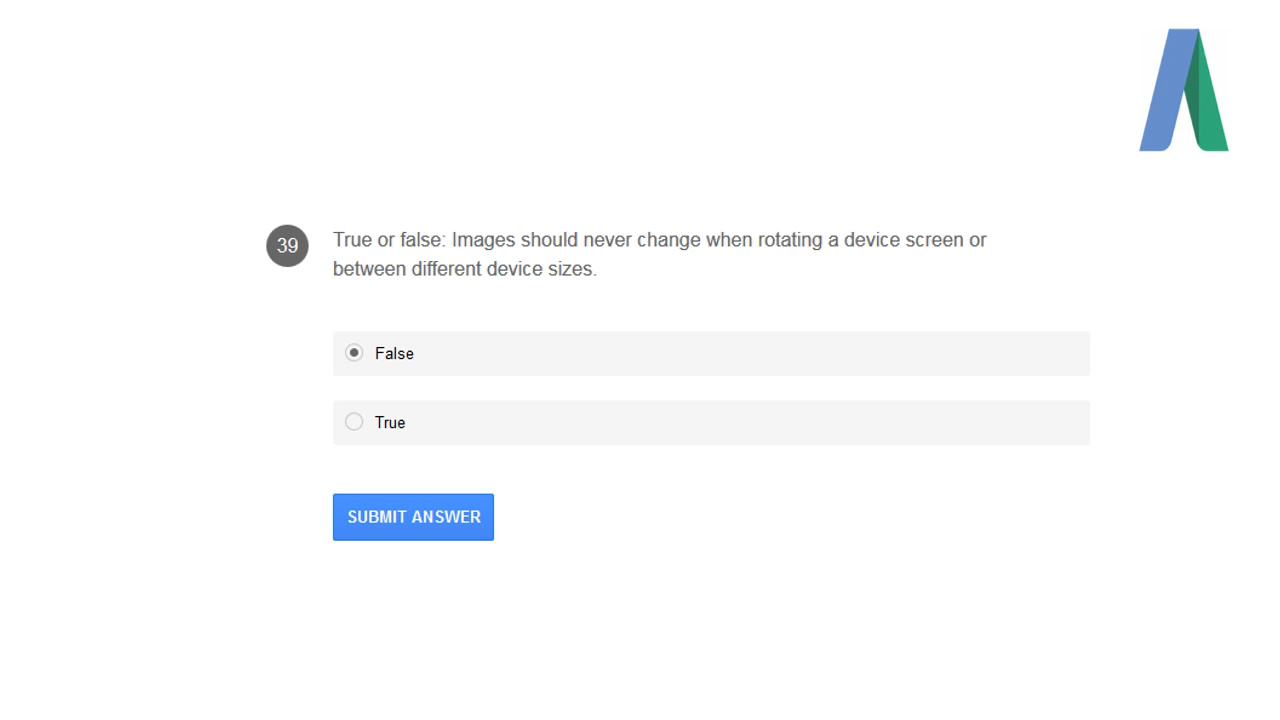 39
True or false: Images should never change when rotating a device screen or
between different device sizes.
False
True
SUBMIT ANSWER